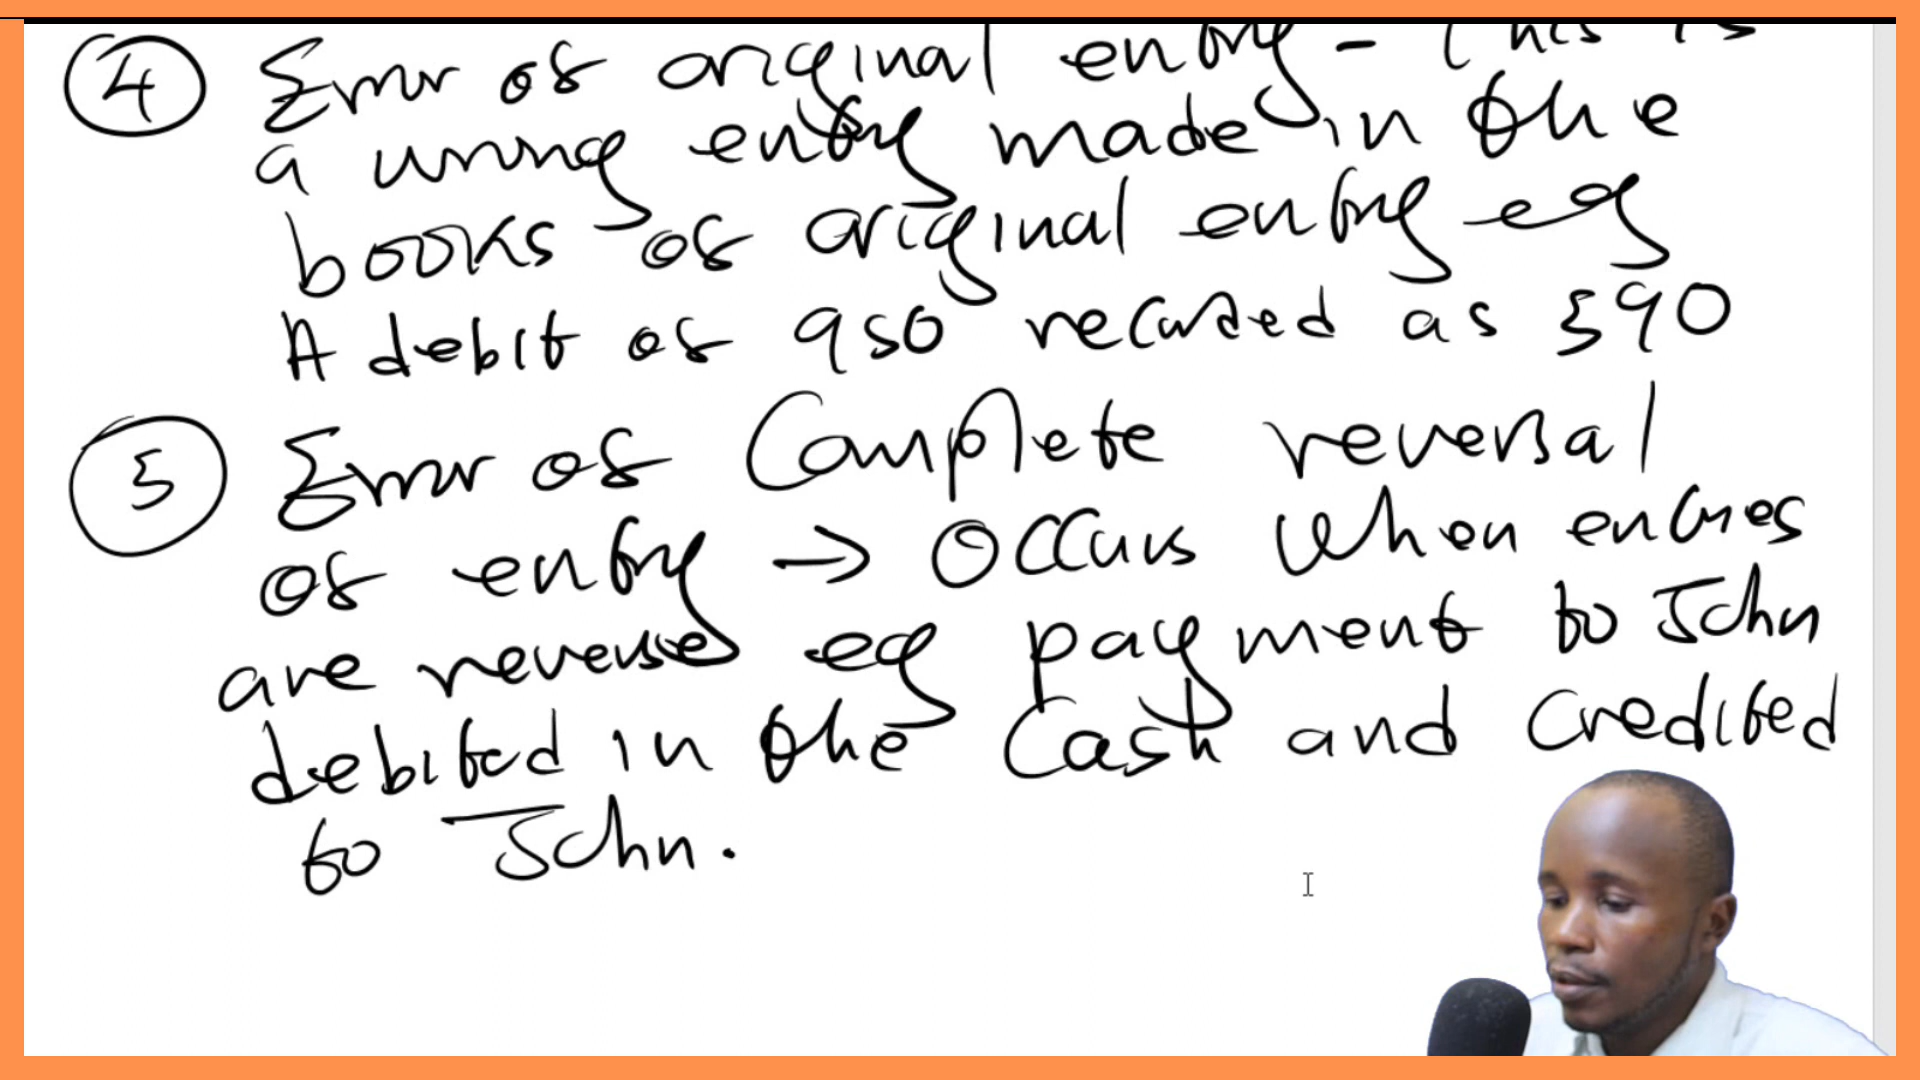 4 Error of original entry - This is
a wrong entry made in the
books of original entry eg
A debit of 950 recorded as 590
5 Error of Complete reversal
of entry → Occurs when entries
are reverse eg payment to John
debited in the Cash and credited
to John.